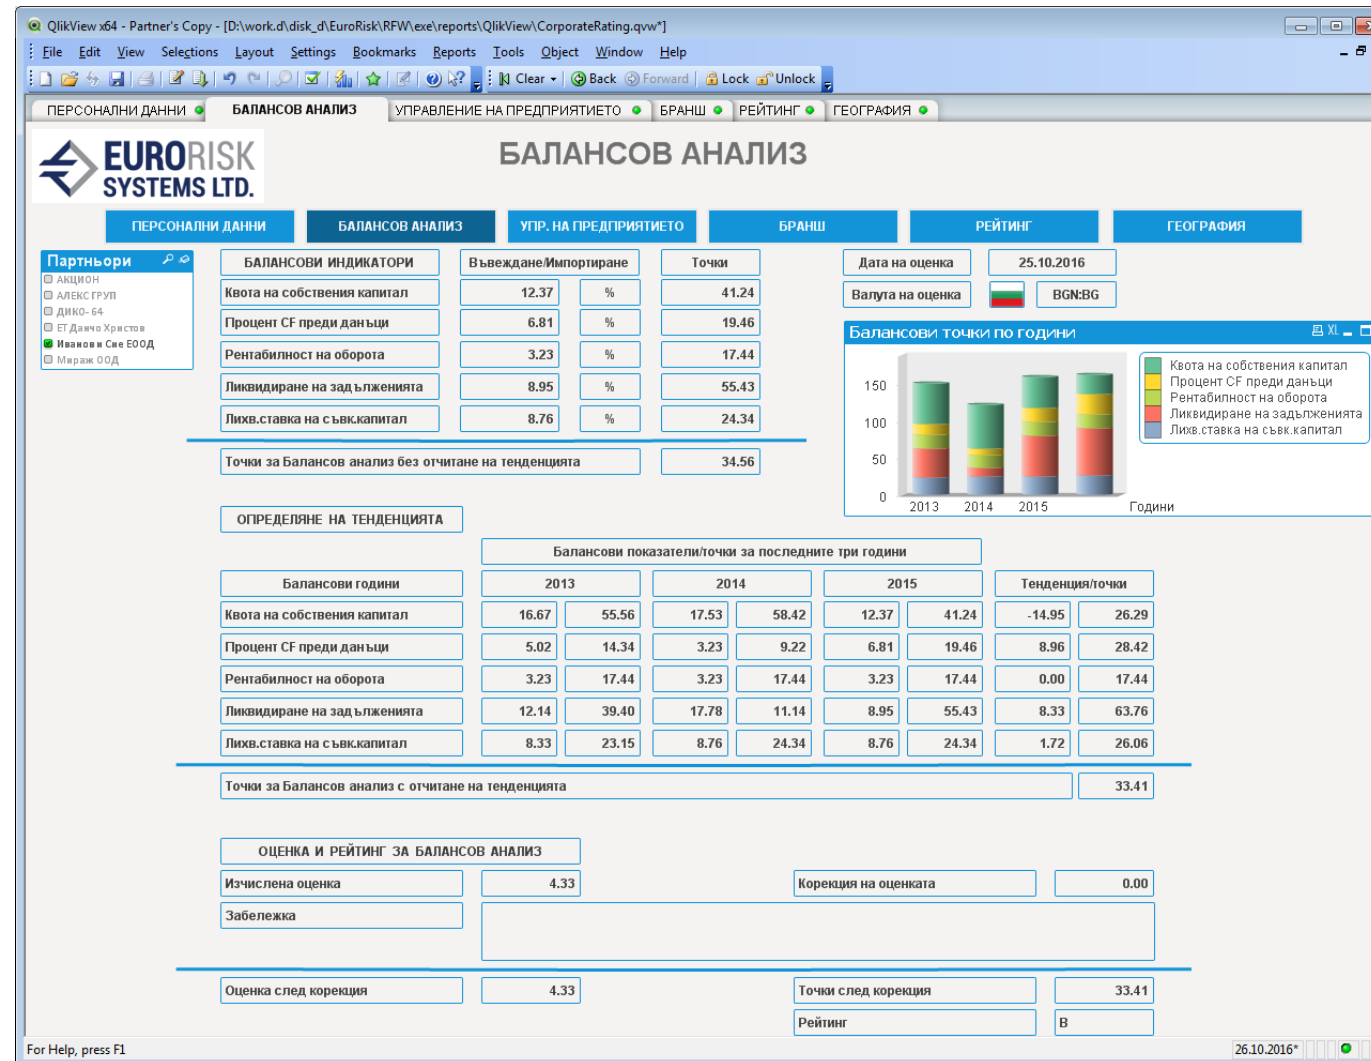 QlikView x64 - Partner's Copy - [D:\work.d\disk_d\EuroRisk\RFW\exe\reports\QlikView\CorporateRating.qvw*]
File Edit View Selections Layout Settings Bookmarks Reports Tools Object Window Help
Clear Back Forward Lock Unlock
ПЕРСОНАЛНИ ДАННИ БАЛАНСОВ АНАЛИЗ УПРАВЛЕНИЕ НА ПРЕДПРИЯТИЕТО БРАНШ РЕЙТИНГ ГЕОГРАФИЯ
EURORISK
SYSTEMS LTD.
БАЛАНСОВ АНАЛИЗ
ПЕРСОНАЛНИ ДАННИ БАЛАНСОВ АНАЛИЗ УПР. НА ПРЕДПРИЯТИЕТО БРАНШ РЕЙТИНГ ГЕОГРАФИЯ
Партньори
АКЦИОН
АЛЕКС ГРУП
ДИКО- 64
ЕТ Данчо Христов
Иванов и Сие ЕООД
Мираж ООД
БАЛАНСОВИ ИНДИКАТОРИ Въвеждане/Импортиране Точки
Квота на собствения капитал 12.37 % 41.24
Процент CF преди данъци 6.81 % 19.46
Рентабилност на оборота 3.23 % 17.44
Ликвидиране на задълженията 8.95 % 55.43
Лихв.ставка на съвк.капитал 8.76 % 24.34
Точки за Балансов анализ без отчитане на тенденцията 34.56
Дата на оценка 25.10.2016
Валута на оценка BGN:BG
Балансови точки по години XL
150
100
50
0
2013 2014 2015 Години
Квота на собствения капитал
Процент CF преди данъци
Рентабилност на оборота
Ликвидиране на задълженията
Лихв.ставка на съвк.капитал
ОПРЕДЕЛЯНЕ НА ТЕНДЕНЦИЯТА
Балансови показатели/точки за последните три години
Балансови години 2013 2014 2015 Тенденция/точки
Квота на собствения капитал 16.67 55.56 17.53 58.42 12.37 41.24 -14.95 26.29
Процент CF преди данъци 5.02 14.34 3.23 9.22 6.81 19.46 8.96 28.42
Рентабилност на оборота 3.23 17.44 3.23 17.44 3.23 17.44 0.00 17.44
Ликвидиране на задълженията 12.14 39.40 17.78 11.14 8.95 55.43 8.33 63.76
Лихв.ставка на съвк.капитал 8.33 23.15 8.76 24.34 8.76 24.34 1.72 26.06
Точки за Балансов анализ с отчитане на тенденцията 33.41
ОЦЕНКА И РЕЙТИНГ ЗА БАЛАНСОВ АНАЛИЗ
Изчислена оценка 4.33 Корекция на оценката 0.00
Забележка
Оценка след корекция 4.33 Точки след корекция 33.41
Рейтинг B
For Help, press F1 26.10.2016*